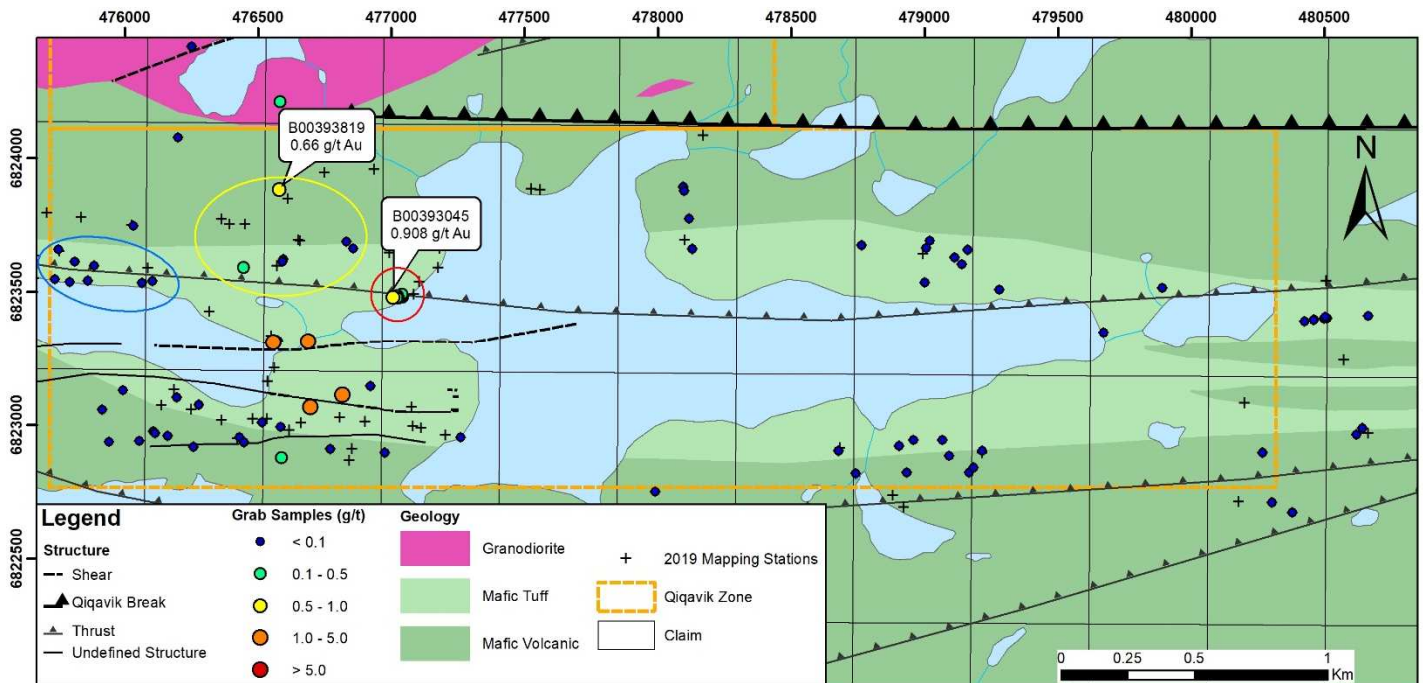 476000 476500 477000 477500 478000 478500 479000 479500 480000 480500
6824000
6823500
6823000
6822500
B00393819
0.66 g/t Au
B00393045
0.908 g/t Au
N
Legend
Structure
Shear
Qiqavik Break
Thrust
Undefined Structure
Grab Samples (g/t)
< 0.1
0.1 - 0.5
0.5 - 1.0
1.0 - 5.0
> 5.0
Geology
Granodiorite
Mafic Tuff
Mafic Volcanic
2019 Mapping Stations
Qiqavik Zone
Claim
0 0.25 0.5 1
Km